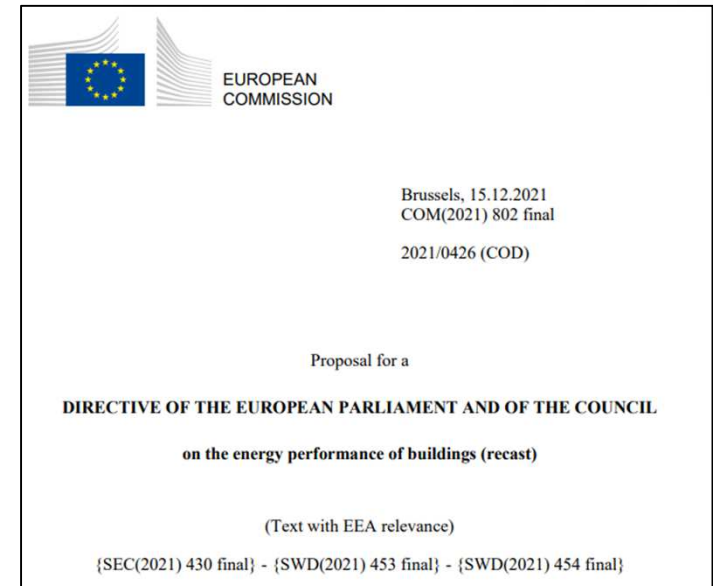 EUROPEAN
COMMISSION
Brussels, 15.12.2021
COM(2021) 802 final
2021/0426 (COD)
Proposal for a
DIRECTIVE OF THE EUROPEAN PARLIAMENT AND OF THE COUNCIL
on the energy performance of buildings (recast)
(Text with EEA relevance)
{SEC(2021) 430 final} - {SWD(2021) 453 final} - {SWD(2021) 454 final}